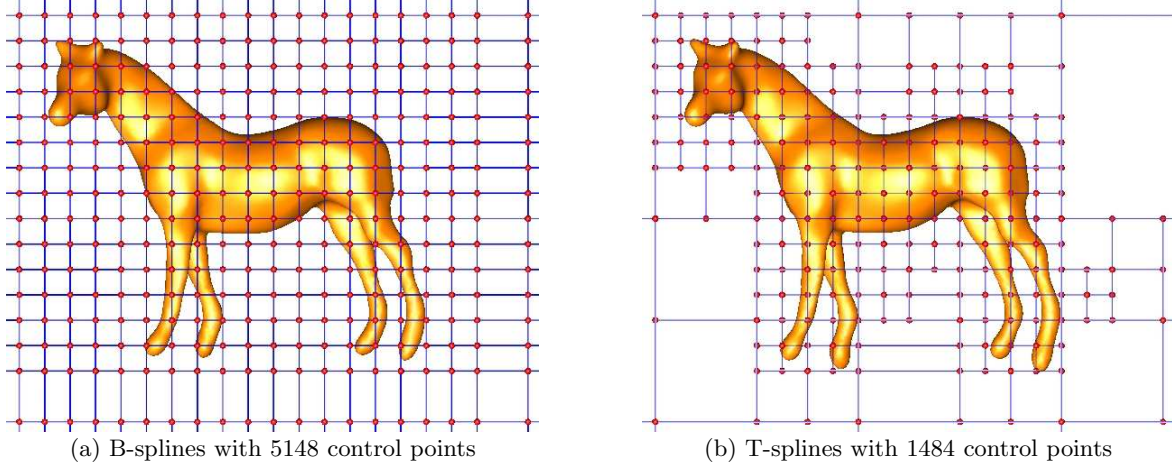 (a) B-splines with 5148 control points
(b) T-splines with 1484 control points